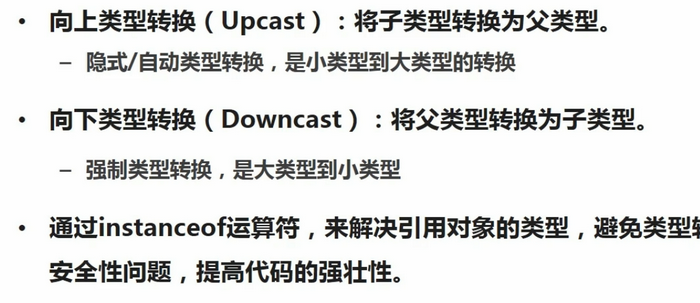 • 向上类型转换（Upcast）：将子类型转换为父类型。
– 隐式/自动类型转换，是小类型到大类型的转换
• 向下类型转换（Downcast）：将父类型转换为子类型。
– 强制类型转换，是大类型到小类型
• 通过instanceof运算符，来解决引用对象的类型，避免类型转
安全性问题，提高代码的强壮性。